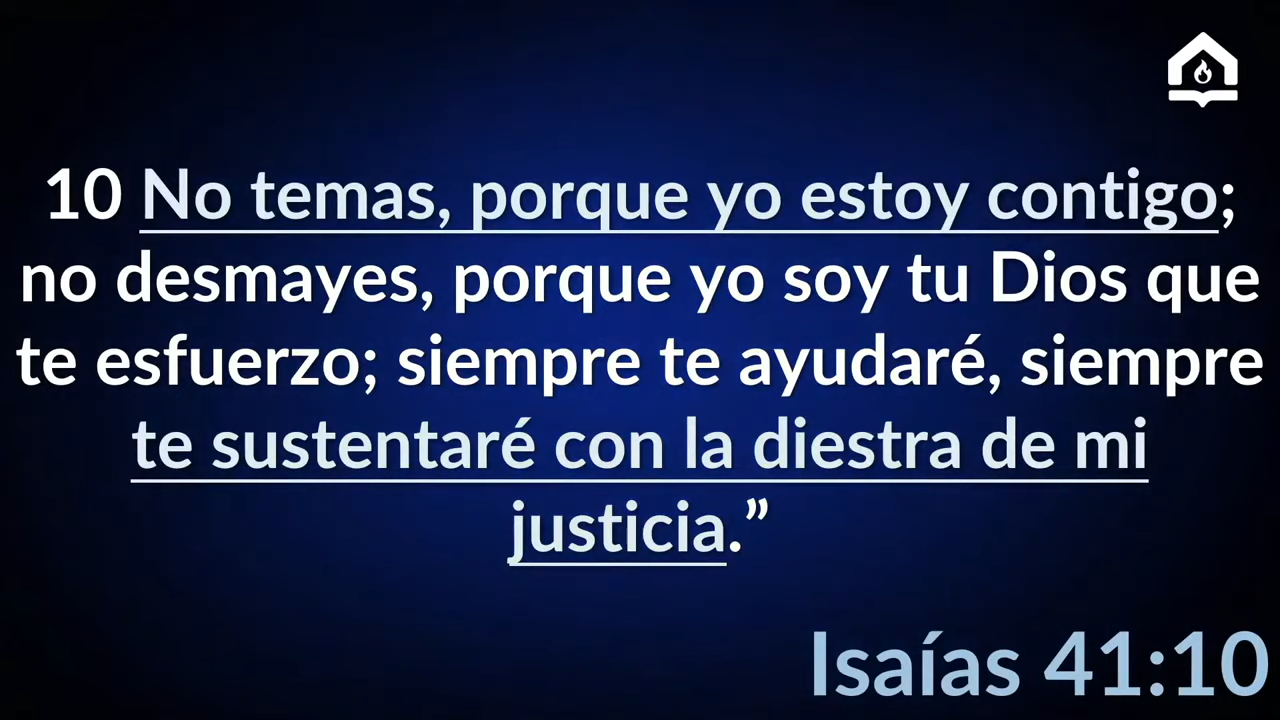 10 No temas, porque yo estoy contigo;
no desmayes, porque yo soy tu Dios que
te esfuerzo; siempre te ayudaré, siempre
te sustentaré con la diestra de mi
justicia.”
Isaías 41:10